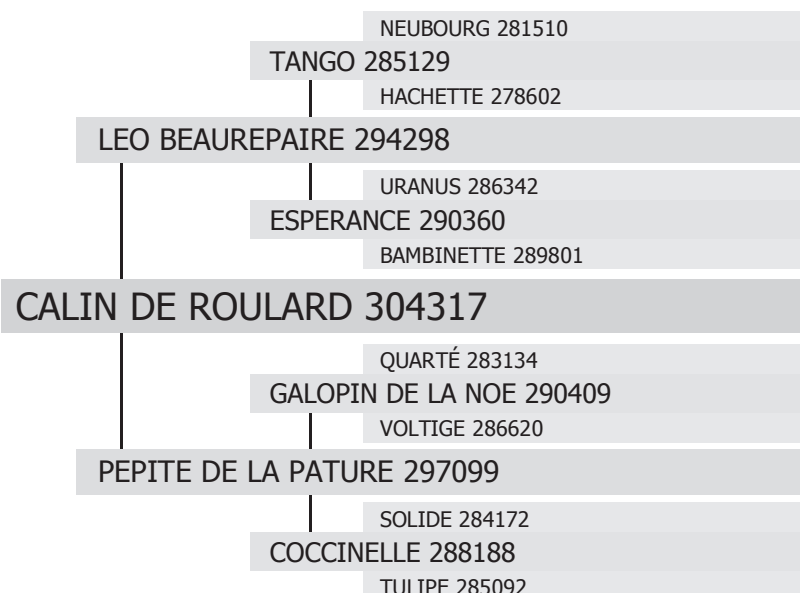 NEUBOURG 281510
TANGO 285129
HACHETTE 278602
LEO BEAUREPAIRE 294298
URANUS 286342
ESPERANCE 290360
BAMBINETTE 289801
CALIN DE ROULARD 304317
QUARTÉ 283134
GALOPIN DE LA NOE 290409
VOLTIGE 286620
PEPITE DE LA PATURE 297099
SOLIDE 284172
COCCINELLE 288188
TULIPE 285092